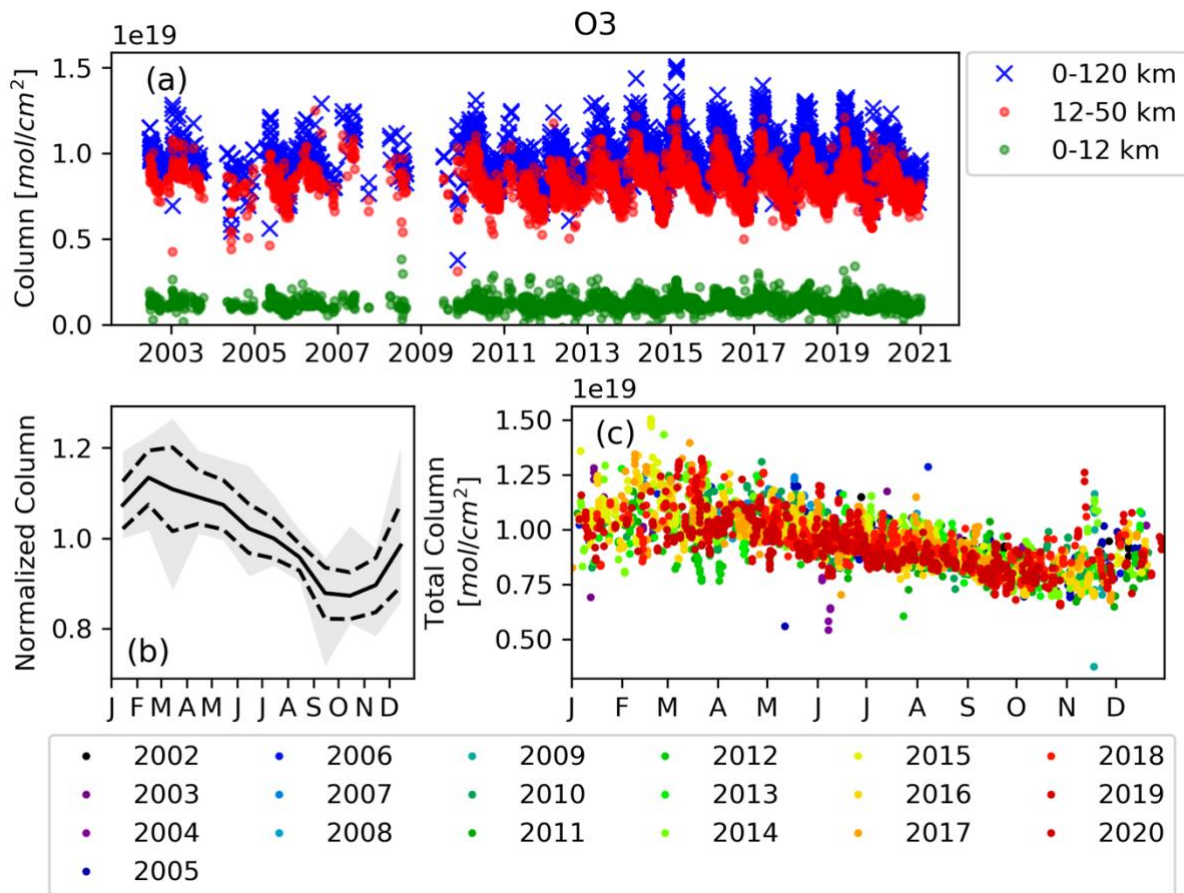 O3
1e19
(a)
Column [mol/cm²]
1.5
1.0
0.5
0.0
2003 2005 2007 2009 2011 2013 2015 2017 2019 2021
0-120 km
12-50 km
0-12 km
Normalized Column
1.2
1.0
0.8
(b)
J F M A M J J A S O N D
1e19
(c)
Total Column
[mol/cm²]
1.50
1.25
1.00
0.75
0.50
J F M A M J J A S O N D
2002 2006 2009 2012 2015 2018
2003 2007 2010 2013 2016 2019
2004 2008 2011 2014 2017 2020
2005